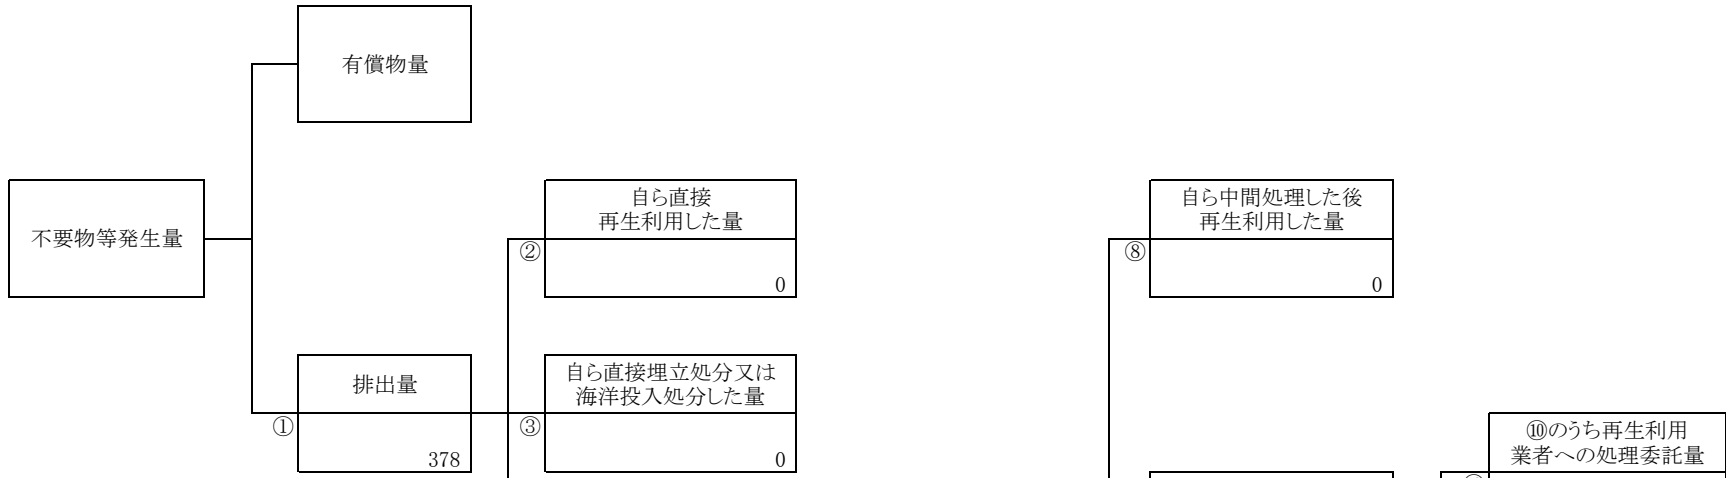 有償物量
不要物等発生量
自ら直接
再生利用した量
②
0
自ら中間処理した後
再生利用した量
⑧
0
排出量
①
378
自ら直接埋立処分又は
海洋投入処分した量
③
0
⑩のうち再生利用
業者への処理委託量